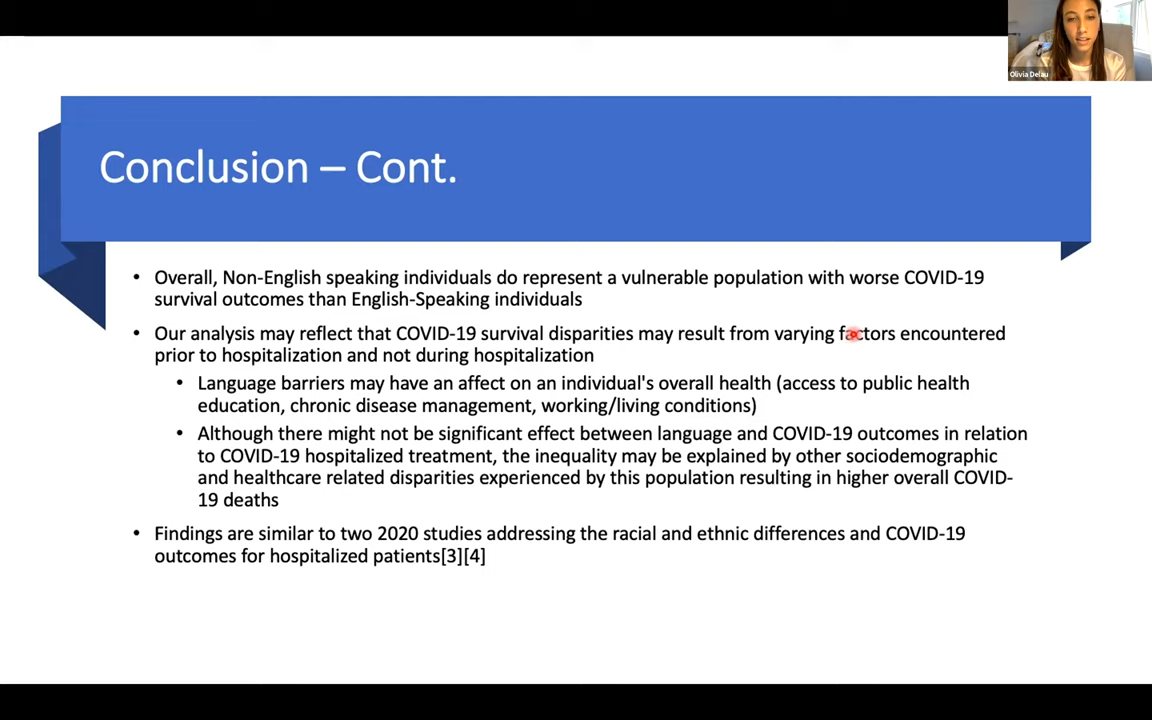 Olivia Delau
Conclusion – Cont.
• Overall, Non-English speaking individuals do represent a vulnerable population with worse COVID-19
survival outcomes than English-Speaking individuals
• Our analysis may reflect that COVID-19 survival disparities may result from varying factors encountered
prior to hospitalization and not during hospitalization
• Language barriers may have an affect on an individual's overall health (access to public health
education, chronic disease management, working/living conditions)
• Although there might not be significant effect between language and COVID-19 outcomes in relation
to COVID-19 hospitalized treatment, the inequality may be explained by other sociodemographic
and healthcare related disparities experienced by this population resulting in higher overall COVID-
19 deaths
• Findings are similar to two 2020 studies addressing the racial and ethnic differences and COVID-19
outcomes for hospitalized patients[3][4]